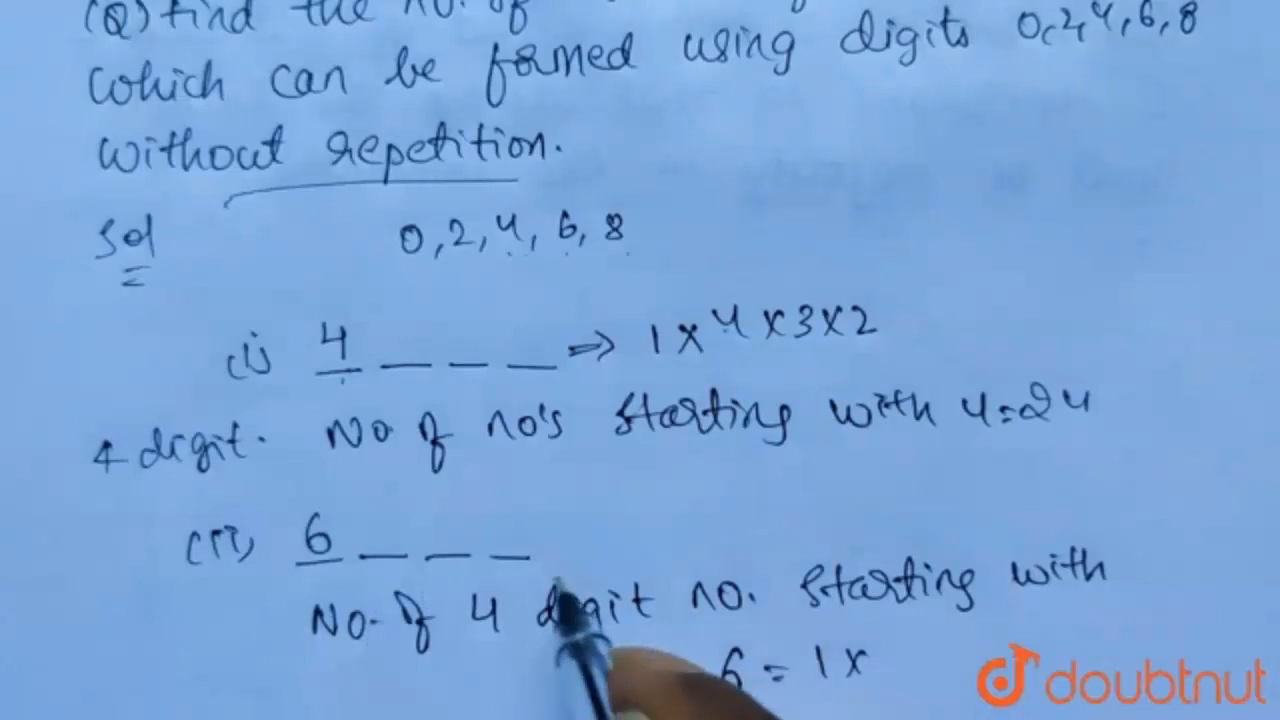 (Q) find the no. of
which can be formed using digits 0,2,4,6,8
without repetition.
Sol
0,2,4,6,8
(i) 4 _ _ _ ⇒ 1 x 4 x 3 x 2
4 digit. No of no's starting with 4=24
(ii) 6 _ _ _
No. of 4 digit no. starting with
6 = 1 x
doubtnut